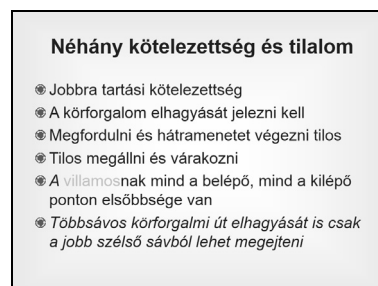 Néhány kötelezettség és tilalom
Jobbra tartási kötelezettség
A körforgalom elhagyását jelezni kell
Megfordulni és hátramenetet végezni tilos
Tilos megállni és várakozni
A villamosnak mind a belépő, mind a kilépő
ponton elsőbbsége van
Többsávos körforgalmi út elhagyását is csak
a jobb szélső sávból lehet megejteni